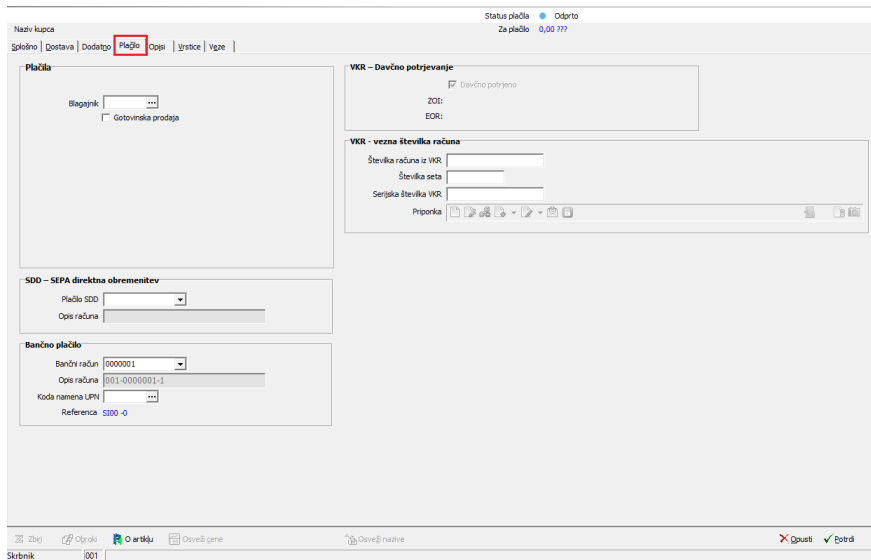 Status plačila Odprto
Naziv kupca Za plačilo 0,00 ???
Splošno Dostava Dodatno Plačilo Opisi Vrstice Veze
Plačila
Blagajnik ...
Gotovinska prodaja
VKR – Davčno potrjevanje
Davčno potrjeno
ZOI:
EOR:
VKR - vezna številka računa
Številka računa iz VKR
Številka seta
Serijska številka VKR
Priponka
SDD – SEPA direktna obremenitev
Plačilo SDD
Opis računa
Bančno plačilo
Bančni račun 0000001
Opis računa 001-0000001-1
Koda namena UPN ...
Referenca SI00 -0
Zbirj Obroki O artiklu Osveži cene Osveži nazive Opusti Potrdi
Skrbnik 001